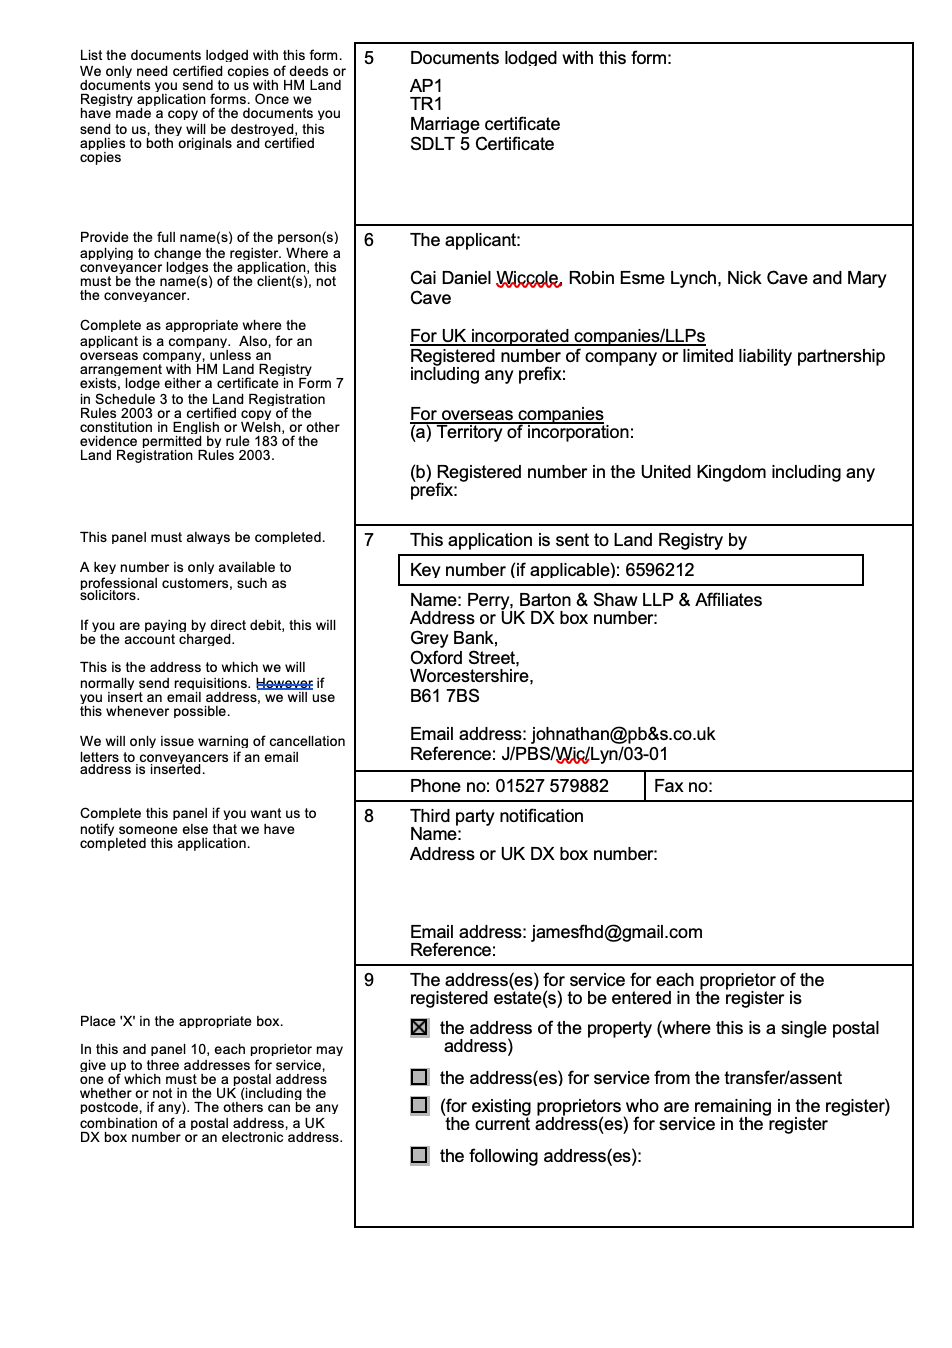 List the documents lodged with this form.
We only need certified copies of deeds or
documents you send to us with HM Land
Registry application forms. Once we
have made a copy of the documents you
send to us, they will be destroyed, this
applies to both originals and certified
copies
5 Documents lodged with this form:
AP1
TR1
Marriage certificate
SDLT 5 Certificate
Provide the full name(s) of the person(s)
applying to change the register. Where a
conveyancer lodges the application, this
must be the name(s) of the client(s), not
the conveyancer.
Complete as appropriate where the
applicant is a company. Also, for an
overseas company, unless an
arrangement with HM Land Registry
exists, lodge either a certificate in Form 7
in Schedule 3 to the Land Registration
Rules 2003 or a certified copy of the
constitution in English or Welsh, or other
evidence permitted by rule 183 of the
Land Registration Rules 2003.
6 The applicant:
Cai Daniel Wiccole, Robin Esme Lynch, Nick Cave and Mary
Cave
For UK incorporated companies/LLPs
Registered number of company or limited liability partnership
including any prefix:
For overseas companies
(a) Territory of incorporation:
(b) Registered number in the United Kingdom including any
prefix:
This panel must always be completed.
A key number is only available to
professional customers, such as
solicitors.
If you are paying by direct debit, this will
be the account charged.
This is the address to which we will
normally send requisitions. However if
you insert an email address, we will use
this whenever possible.
We will only issue warning of cancellation
letters to conveyancers if an email
address is inserted.
7 This application is sent to Land Registry by
Key number (if applicable): 6596212
Name: Perry, Barton & Shaw LLP & Affiliates
Address or UK DX box number:
Grey Bank,
Oxford Street,
Worcestershire,
B61 7BS
Email address: johnathan@pb&s.co.uk
Reference: J/PBS/Wic/Lyn/03-01
Phone no: 01527 579882 Fax no:
Complete this panel if you want us to
notify someone else that we have
completed this application.
8 Third party notification
Name:
Address or UK DX box number:
Email address: jamesfhd@gmail.com
Reference:
Place 'X' in the appropriate box.
In this and panel 10, each proprietor may
give up to three addresses for service,
one of which must be a postal address
whether or not in the UK (including the
postcode, if any). The others can be any
combination of a postal address, a UK
DX box number or an electronic address.
9 The address(es) for service for each proprietor of the
registered estate(s) to be entered in the register is
☒ the address of the property (where this is a single postal
address)
☐ the address(es) for service from the transfer/assent
☐ (for existing proprietors who are remaining in the register)
the current address(es) for service in the register
☐ the following address(es):